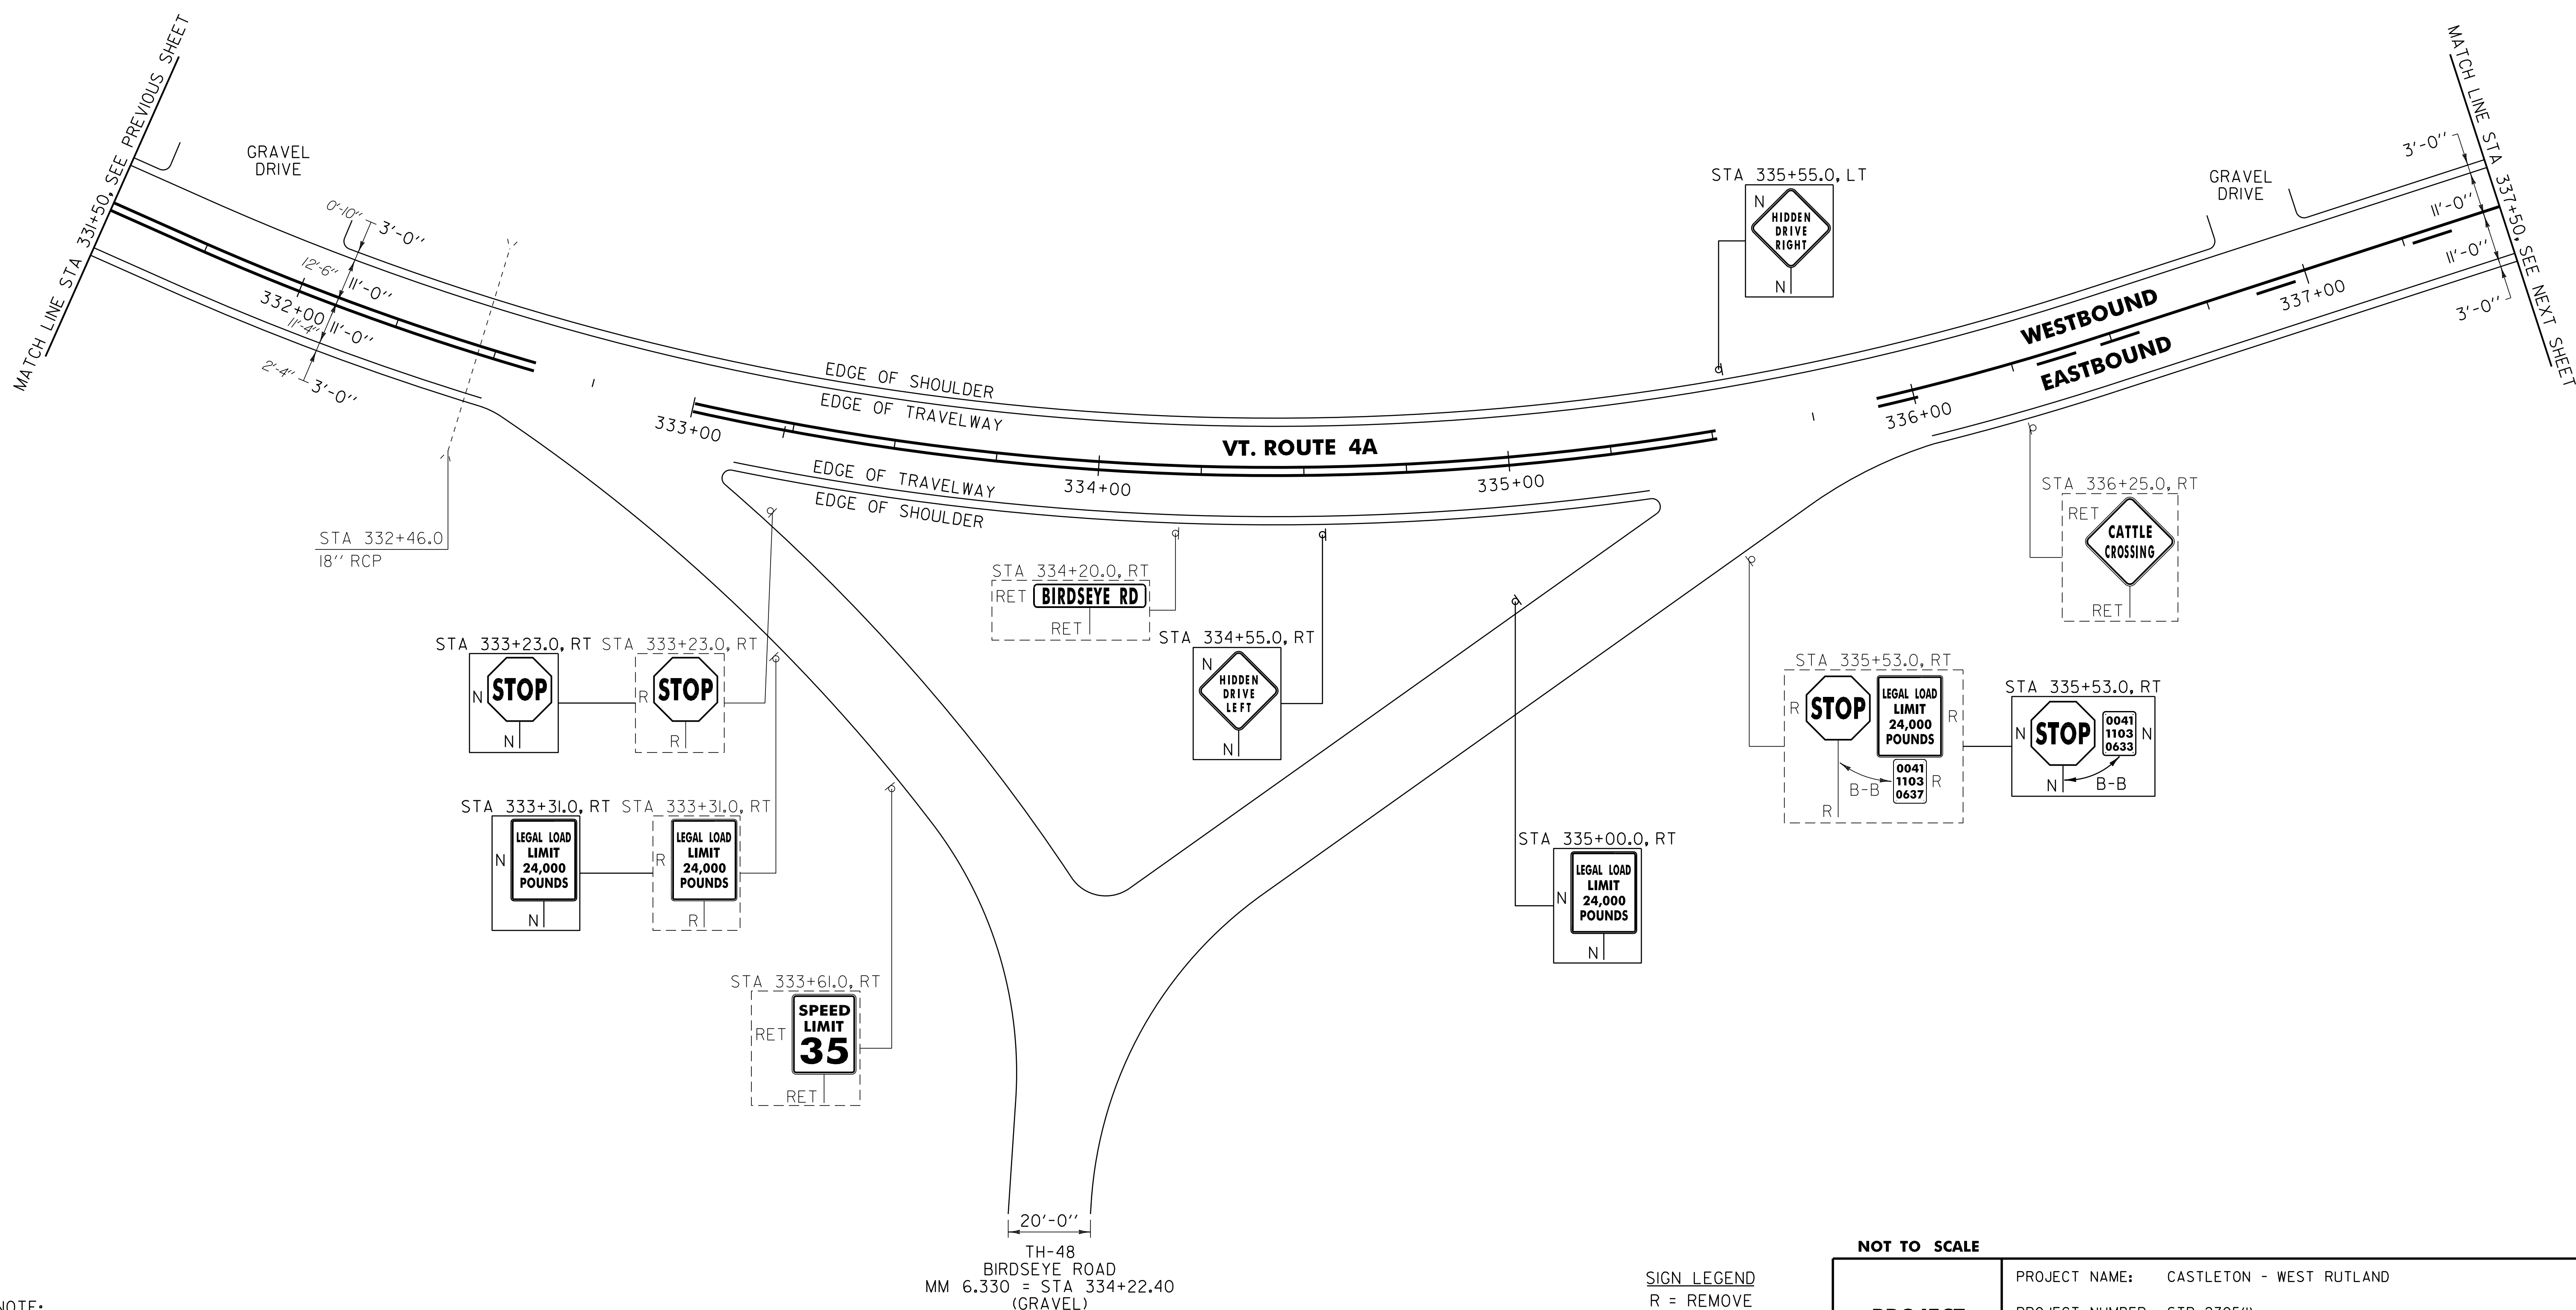 MATCH LINE STA 331+50, SEE PREVIOUS SHEET
GRAVEL
DRIVE
0'-10"
3'-0"
12'-6"
11'-0"
332+00
11'-4"
11'-0"
2'-4"
3'-0"
STA 332+46.0
18" RCP
EDGE OF SHOULDER
EDGE OF TRAVELWAY
333+00
VT. ROUTE 4A
EDGE OF TRAVELWAY
EDGE OF SHOULDER
334+00
335+00
STA 335+55.0, LT
N
HIDDEN
DRIVE
RIGHT
N
GRAVEL
DRIVE
WESTBOUND
EASTBOUND
336+00
337+00
3'-0"
11'-0"
11'-0"
3'-0"
MATCH LINE STA 337+50, SEE NEXT SHEET
STA 336+25.0, RT
RET
CATTLE
CROSSING
RET
STA 334+20.0, RT
RET BIRDSEYE RD
RET
STA 334+55.0, RT
N
HIDDEN
DRIVE
LEFT
N
STA 333+23.0, RT
N STOP
N
STA 333+23.0, RT
R STOP
R
STA 335+53.0, RT
R STOP
LEGAL LOAD
LIMIT
24,000
POUNDS
R
0041
1103
0637
R
B-B
R
STA 335+53.0, RT
N STOP
0041
1103
0633
N
N
B-B
STA 333+31.0, RT
N
LEGAL LOAD
LIMIT
24,000
POUNDS
N
STA 333+31.0, RT
R
LEGAL LOAD
LIMIT
24,000
POUNDS
R
STA 335+00.0, RT
N
LEGAL LOAD
LIMIT
24,000
POUNDS
N
STA 333+61.0, RT
RET
SPEED
LIMIT
35
RET
20'-0"
TH-48
BIRDSEYE ROAD
MM 6.330 = STA 334+22.40
(GRAVEL)
NOTE:
SIGN LEGEND
R = REMOVE
NOT TO SCALE
PROJECT NAME: CASTLETON - WEST RUTLAND